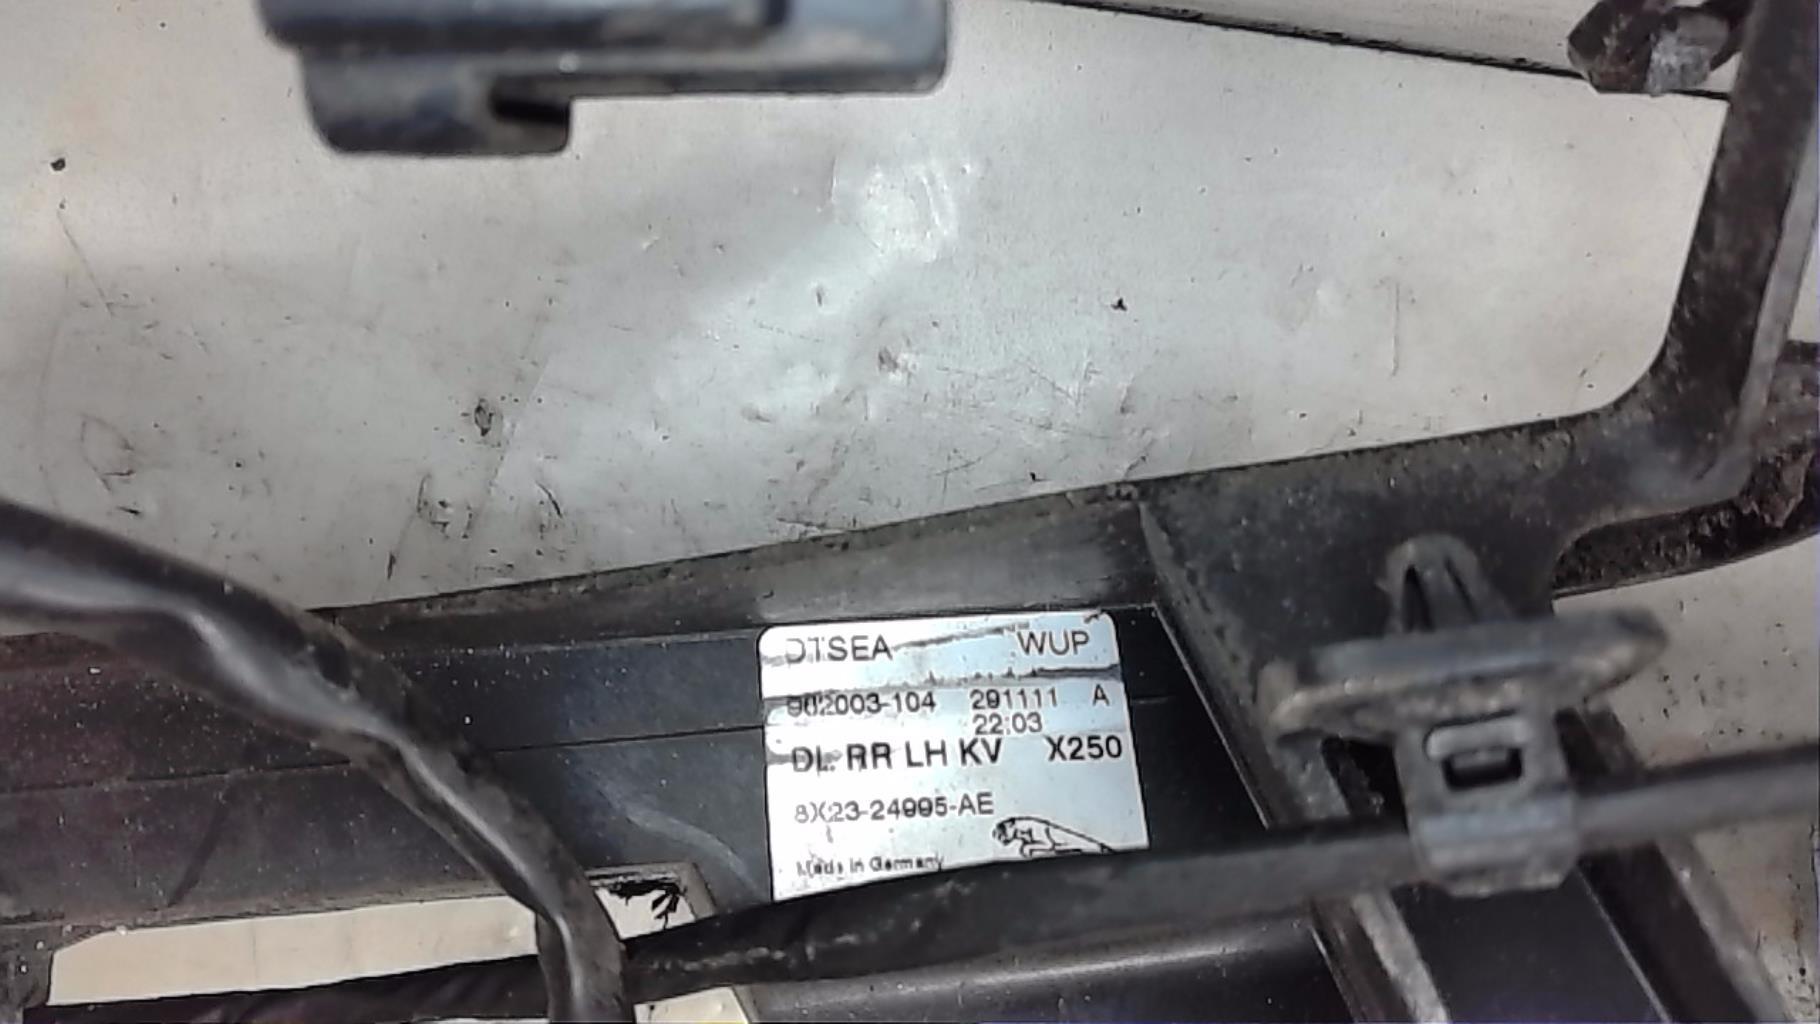 DTSEA WUP
902003-104 291111 A
22:03
DL RR LH KV X250
8X23-24995-AE
Made in Germany